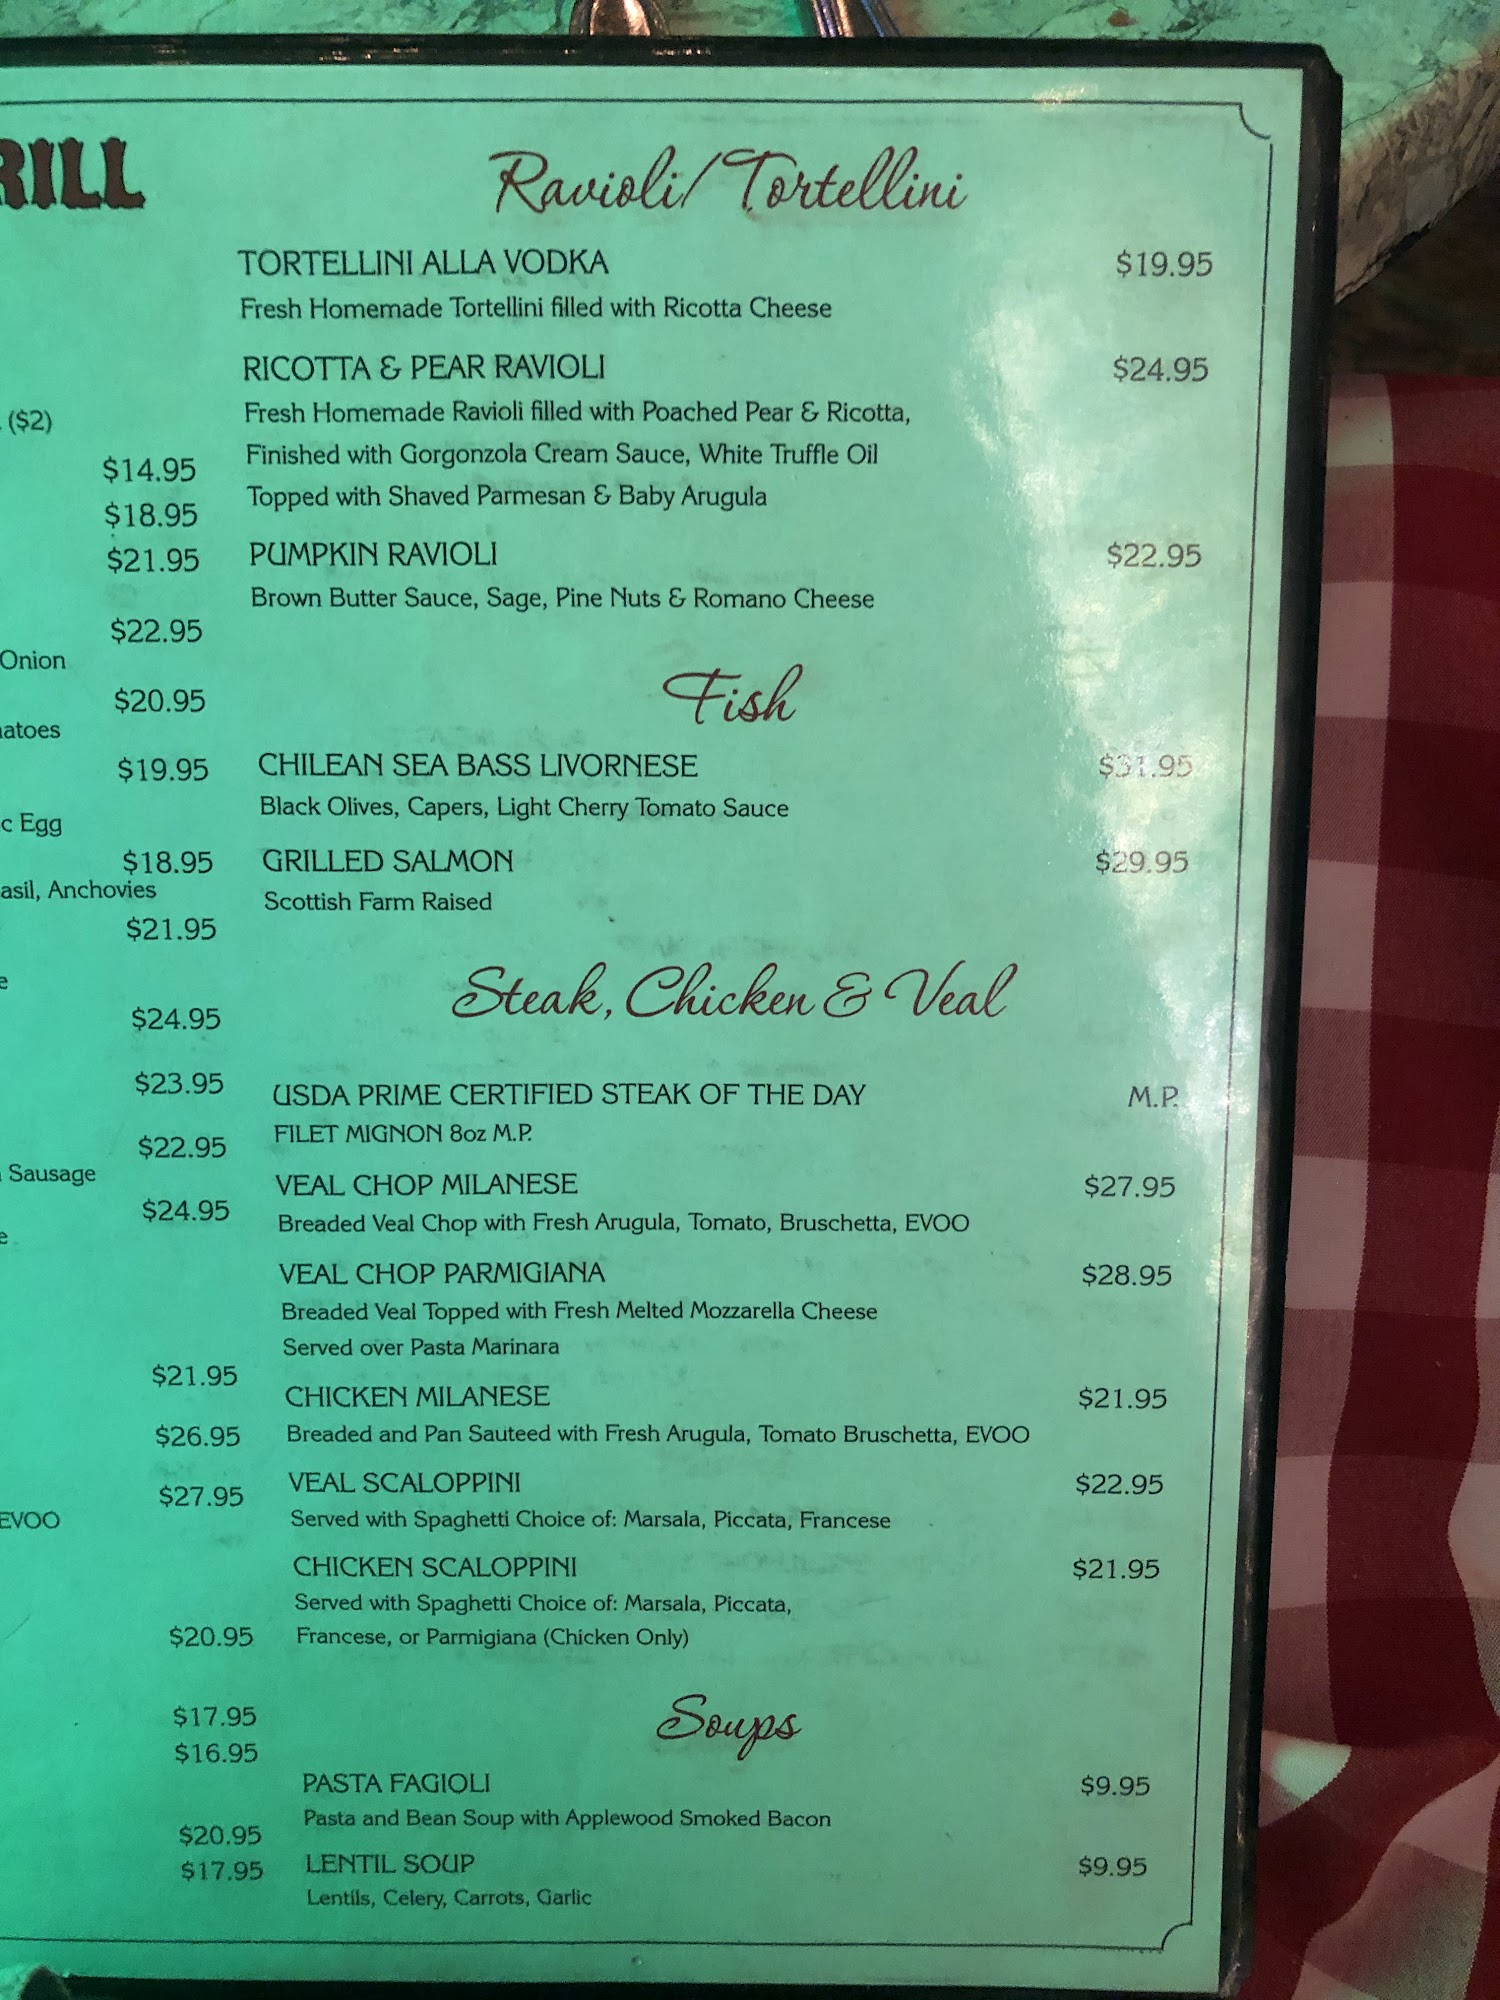 RILL
($2)
$14.95
$18.95
$21.95
$22.95
Onion
$20.95
atoes
$19.95
c Egg
$18.95
asil, Anchovies
$21.95
e
$24.95
$23.95
$22.95
Sausage
$24.95
e
$21.95
$26.95
$27.95
EVOO
$20.95
$17.95
$16.95
$20.95
$17.95
Ravioli/Tortellini
TORTELLINI ALLA VODKA $19.95
Fresh Homemade Tortellini filled with Ricotta Cheese
RICOTTA & PEAR RAVIOLI $24.95
Fresh Homemade Ravioli filled with Poached Pear & Ricotta,
Finished with Gorgonzola Cream Sauce, White Truffle Oil
Topped with Shaved Parmesan & Baby Arugula
PUMPKIN RAVIOLI $22.95
Brown Butter Sauce, Sage, Pine Nuts & Romano Cheese
Fish
CHILEAN SEA BASS LIVORNESE $31.95
Black Olives, Capers, Light Cherry Tomato Sauce
GRILLED SALMON $29.95
Scottish Farm Raised
Steak, Chicken & Veal
USDA PRIME CERTIFIED STEAK OF THE DAY M.P.
FILET MIGNON 8oz M.P.
VEAL CHOP MILANESE $27.95
Breaded Veal Chop with Fresh Arugula, Tomato, Bruschetta, EVOO
VEAL CHOP PARMIGIANA $28.95
Breaded Veal Topped with Fresh Melted Mozzarella Cheese
Served over Pasta Marinara
CHICKEN MILANESE $21.95
Breaded and Pan Sauteed with Fresh Arugula, Tomato Bruschetta, EVOO
VEAL SCALOPPINI $22.95
Served with Spaghetti Choice of: Marsala, Piccata, Francese
CHICKEN SCALOPPINI $21.95
Served with Spaghetti Choice of: Marsala, Piccata,
Francese, or Parmigiana (Chicken Only)
Soups
PASTA FAGIOLI $9.95
Pasta and Bean Soup with Applewood Smoked Bacon
LENTIL SOUP $9.95
Lentils, Celery, Carrots, Garlic